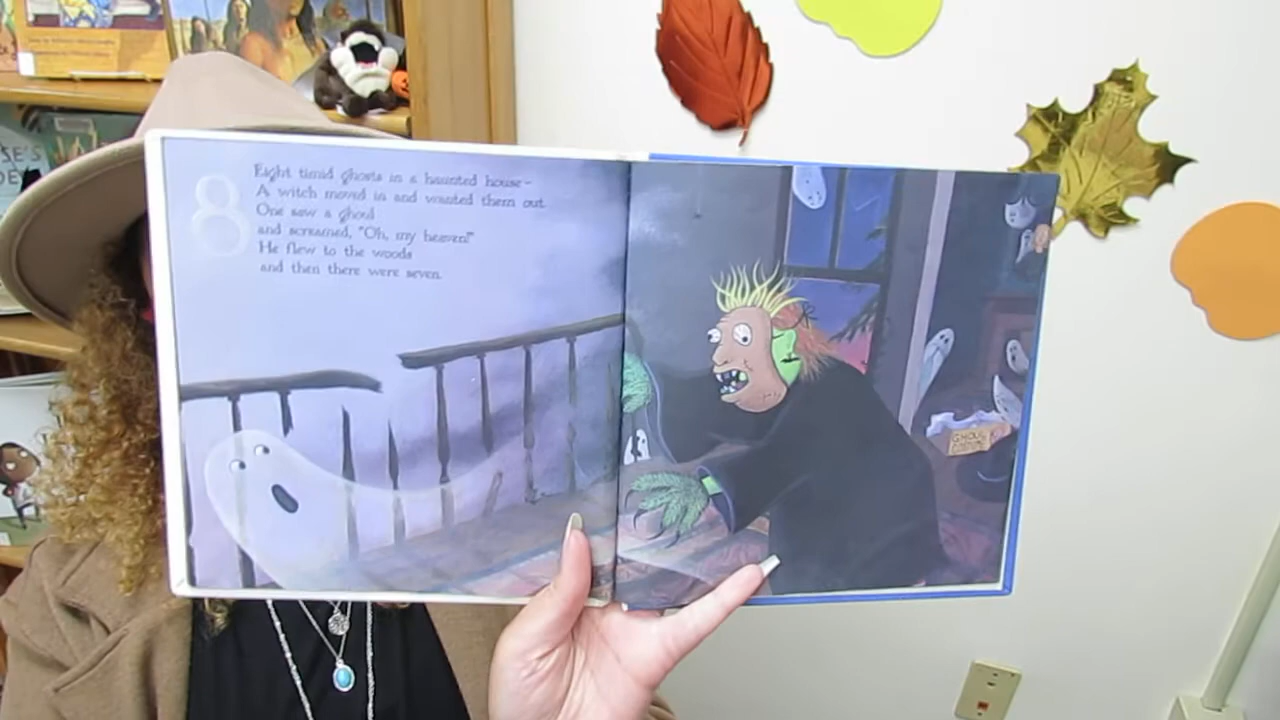 8
Eight timid ghosts in a haunted house–
A witch moved in and wanted them out.
One saw a ghoul
and screamed, "Oh, my heaven!"
He flew to the woods
and then there were seven.
GHOUL